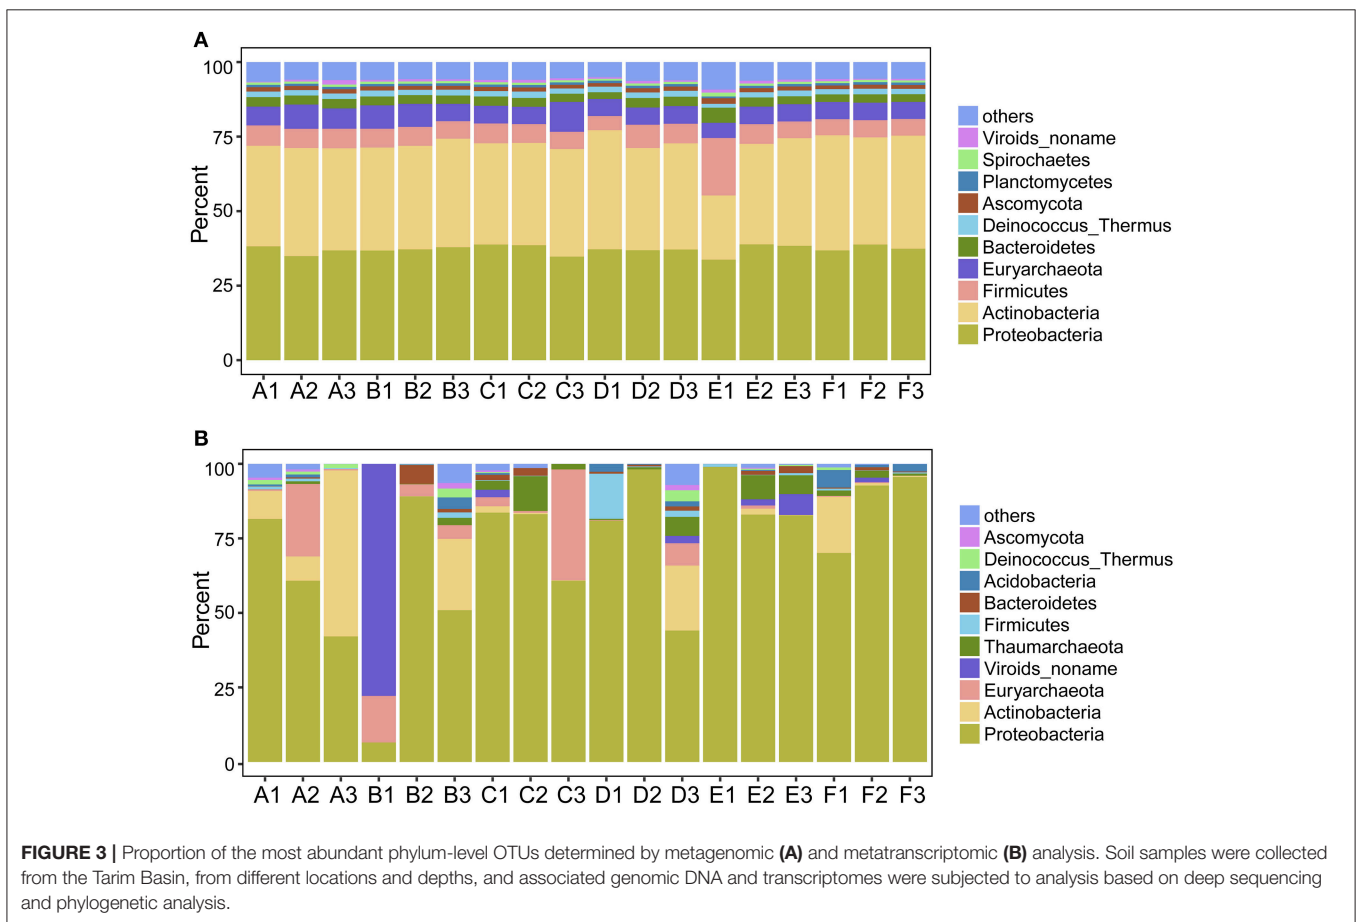 A
100
75
50
25
0
Percent
A1 A2 A3 B1 B2 B3 C1 C2 C3 D1 D2 D3 E1 E2 E3 F1 F2 F3
others
Viroids_noname
Spirochaetes
Planctomycetes
Ascomycota
Deinococcus_Thermus
Bacteroidetes
Euryarchaeota
Firmicutes
Actinobacteria
Proteobacteria
B
100
75
50
25
0
Percent
A1 A2 A3 B1 B2 B3 C1 C2 C3 D1 D2 D3 E1 E2 E3 F1 F2 F3
others
Ascomycota
Deinococcus_Thermus
Acidobacteria
Bacteroidetes
Firmicutes
Thaumarchaeota
Viroids_noname
Euryarchaeota
Actinobacteria
Proteobacteria
FIGURE 3 | Proportion of the most abundant phylum-level OTUs determined by metagenomic (A) and metatranscriptomic (B) analysis. Soil samples were collected
from the Tarim Basin, from different locations and depths, and associated genomic DNA and transcriptomes were subjected to analysis based on deep sequencing
and phylogenetic analysis.